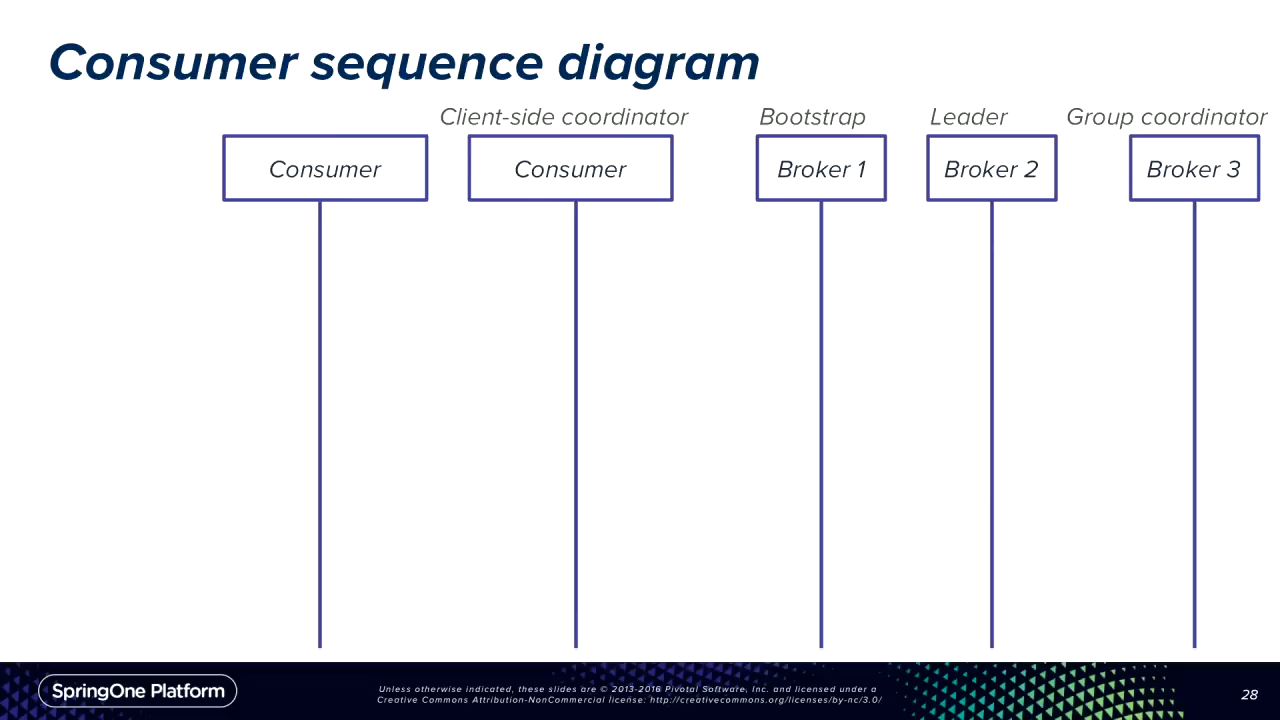 Consumer sequence diagram
Client-side coordinator
Bootstrap
Leader
Group coordinator
Consumer
Consumer
Broker 1
Broker 2
Broker 3
SpringOne Platform
Unless otherwise indicated, these slides are © 2013-2016 Pivotal Software, Inc. and licensed under a
Creative Commons Attribution-NonCommercial license: http://creativecommons.org/licenses/by-nc/3.0/
28